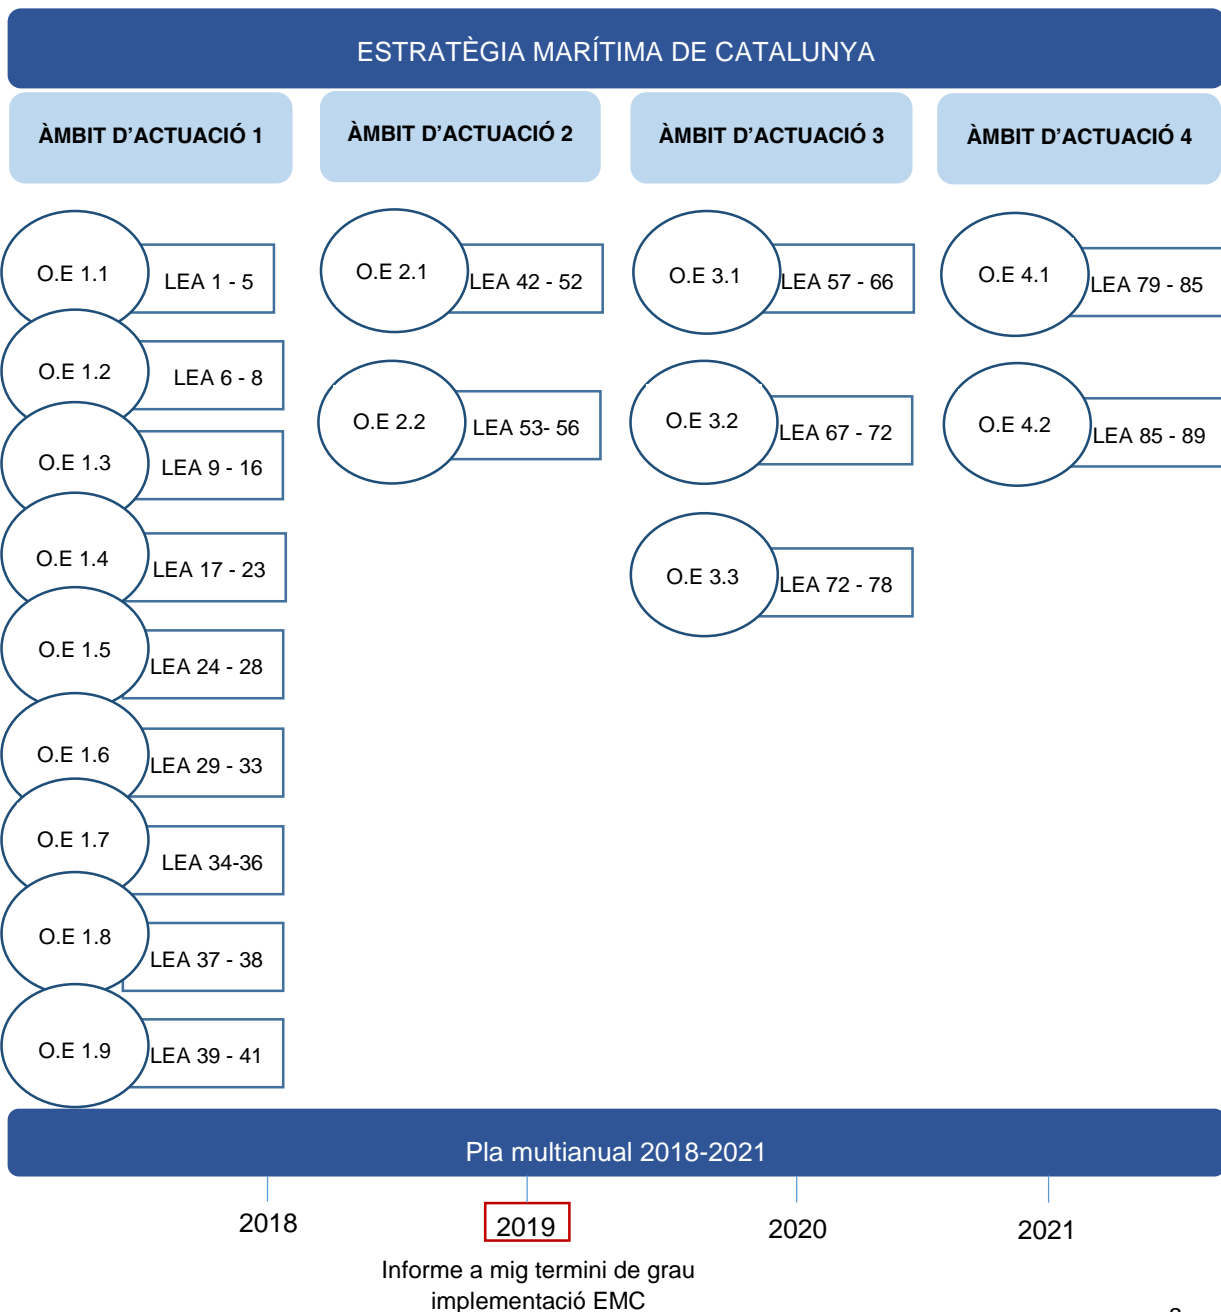 ESTRATÈGIA MARÍTIMA DE CATALUNYA
ÀMBIT D'ACTUACIÓ 1
ÀMBIT D'ACTUACIÓ 2
ÀMBIT D'ACTUACIÓ 3
ÀMBIT D'ACTUACIÓ 4
O.E 1.1
LEA 1 - 5
O.E 1.2
LEA 6 - 8
O.E 1.3
LEA 9 - 16
O.E 1.4
LEA 17 - 23
O.E 1.5
LEA 24 - 28
O.E 1.6
LEA 29 - 33
O.E 1.7
LEA 34-36
O.E 1.8
LEA 37 - 38
O.E 1.9
LEA 39 - 41
O.E 2.1
LEA 42 - 52
O.E 2.2
LEA 53- 56
O.E 3.1
LEA 57 - 66
O.E 3.2
LEA 67 - 72
O.E 3.3
LEA 72 - 78
O.E 4.1
LEA 79 - 85
O.E 4.2
LEA 85 - 89
Pla multianual 2018-2021
2018
2019
2020
2021
Informe a mig termini de grau
implementació EMC